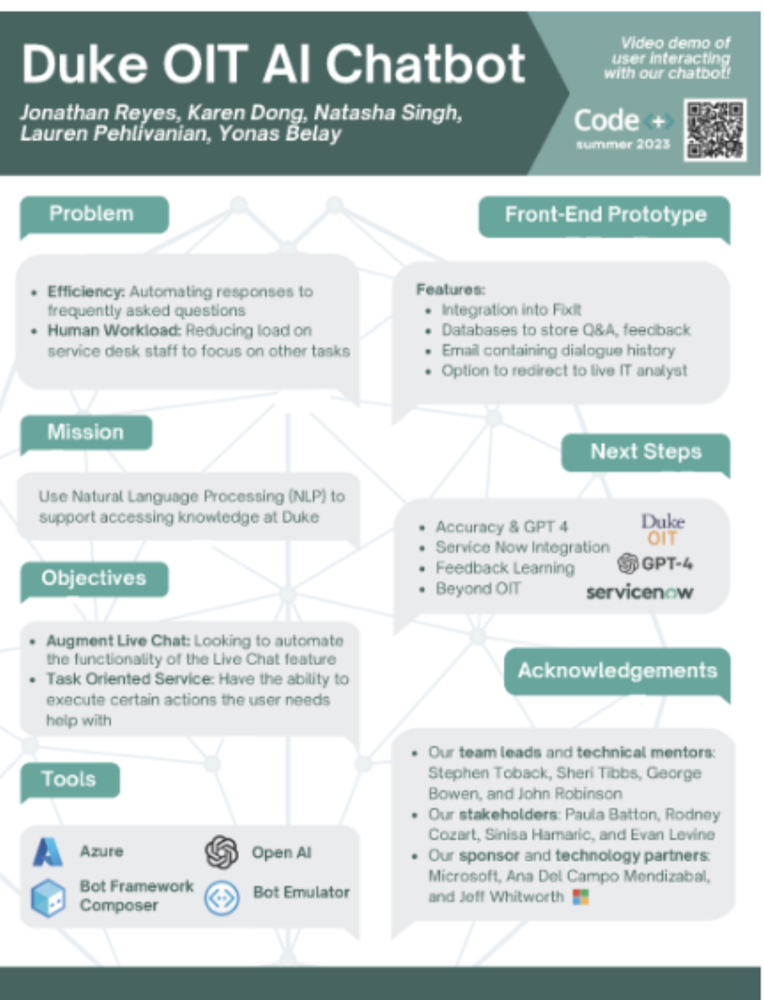 Duke OIT AI Chatbot
Jonathan Reyes, Karen Dong, Natasha Singh,
Lauren Pehlivanian, Yonas Belay
Video demo of
user interacting
with our chatbot!
Code <+>
summer 2023
Problem
• Efficiency: Automating responses to
frequently asked questions
• Human Workload: Reducing load on
service desk staff to focus on other tasks
Mission
Use Natural Language Processing (NLP) to
support accessing knowledge at Duke
Objectives
• Augment Live Chat: Looking to automate
the functionality of the Live Chat feature
• Task Oriented Service: Have the ability to
execute certain actions the user needs
help with
Tools
Azure
Open AI
Bot Framework
Composer
Bot Emulator
Front-End Prototype
Features:
• Integration into FixIt
• Databases to store Q&A, feedback
• Email containing dialogue history
• Option to redirect to live IT analyst
Next Steps
• Accuracy & GPT 4
• Service Now Integration
• Feedback Learning
• Beyond OIT
Duke
OIT
GPT-4
servicenow
Acknowledgements
• Our team leads and technical mentors:
Stephen Toback, Sheri Tibbs, George
Bowen, and John Robinson
• Our stakeholders: Paula Batton, Rodney
Cozart, Sinisa Hamaric, and Evan Levine
• Our sponsor and technology partners:
Microsoft, Ana Del Campo Mendizabal,
and Jeff Whitworth